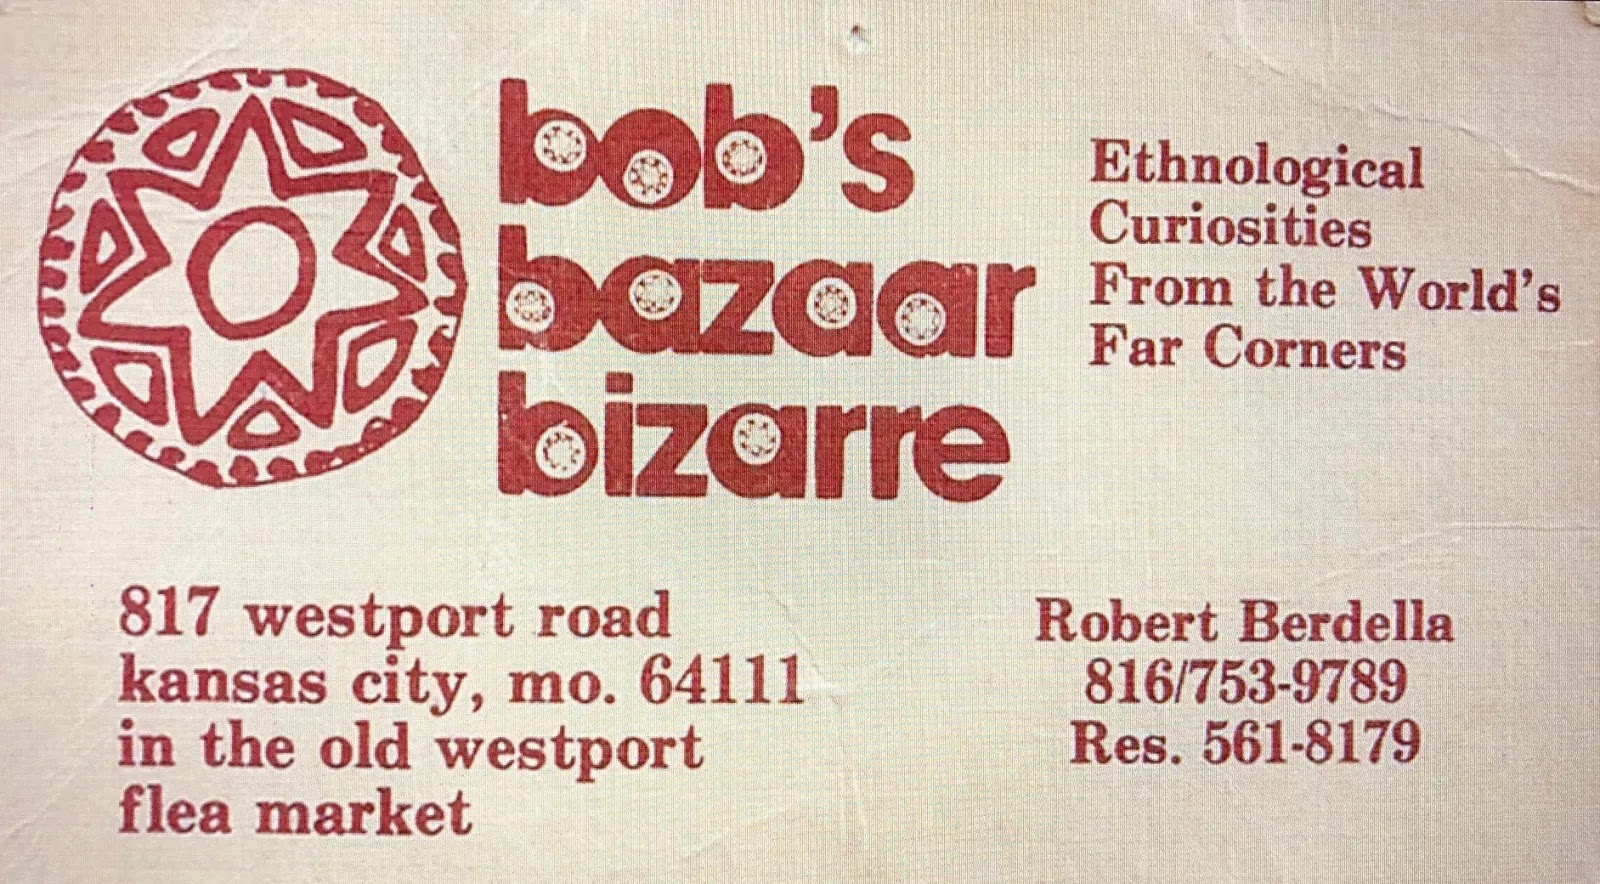 bob's
bazaar
bizarre
Ethnological
Curiosities
From the World's
Far Corners
817 westport road
kansas city, mo. 64111
in the old westport
flea market
Robert Berdella
816/753-9789
Res. 561-8179